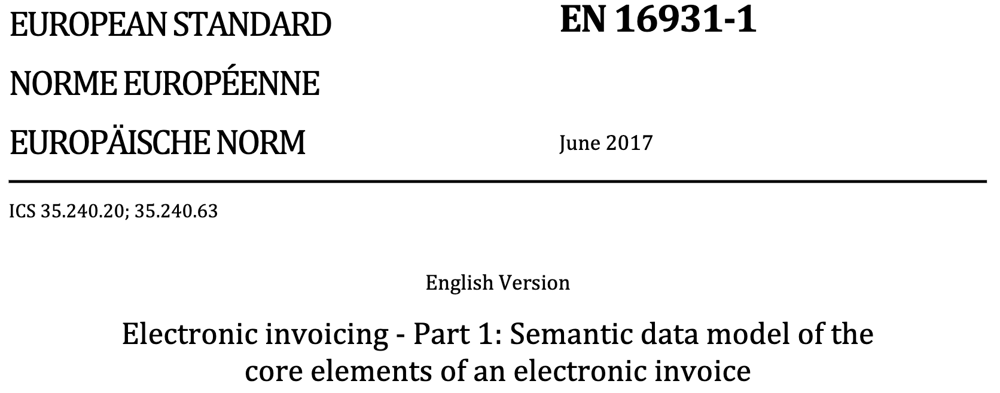 EUROPEAN STANDARD
EN 16931-1
NORME EUROPÉENNE
EUROPÄISCHE NORM
June 2017
ICS 35.240.20; 35.240.63
English Version
Electronic invoicing - Part 1: Semantic data model of the
core elements of an electronic invoice